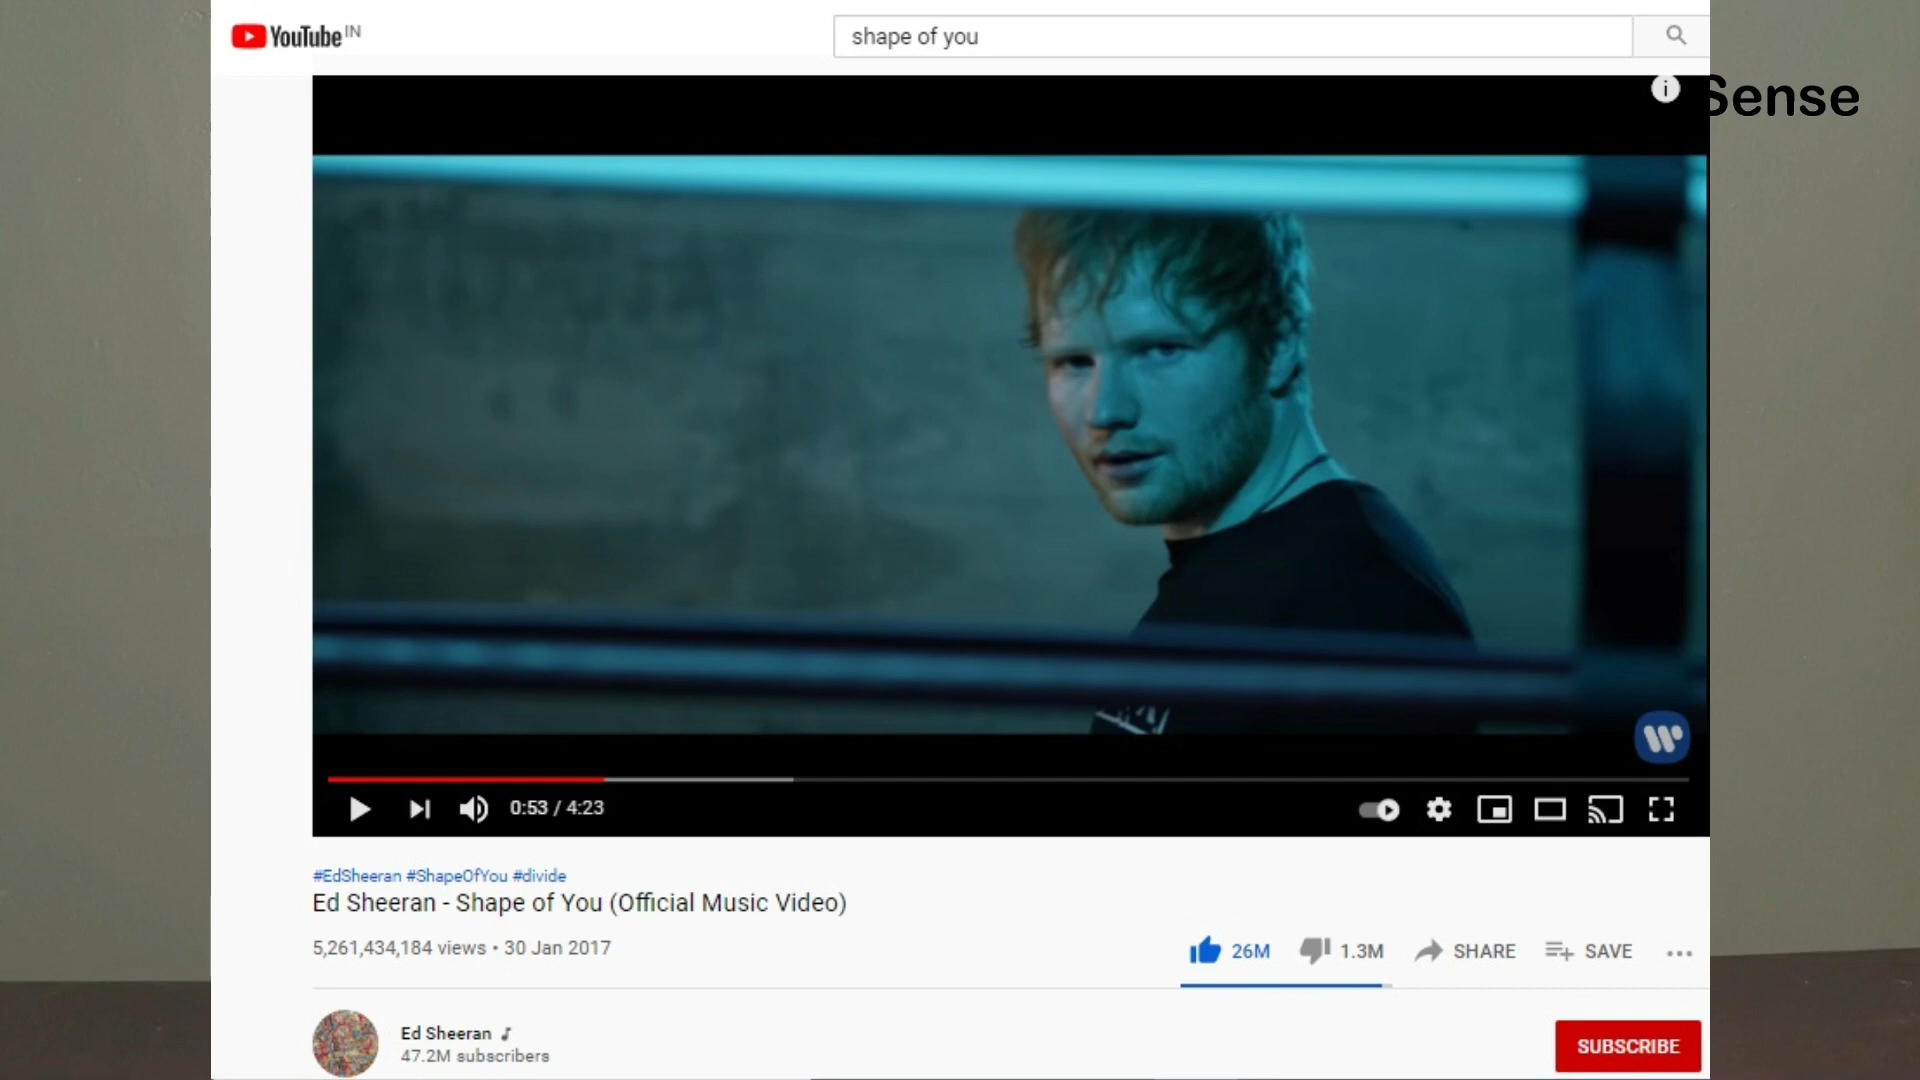 YouTube IN
shape of you
Sense
0:53 / 4:23
#EdSheeran #ShapeOfYou #divide
Ed Sheeran - Shape of You (Official Music Video)
5,261,434,184 views • 30 Jan 2017
26M 1.3M SHARE SAVE
Ed Sheeran
47.2M subscribers
SUBSCRIBE